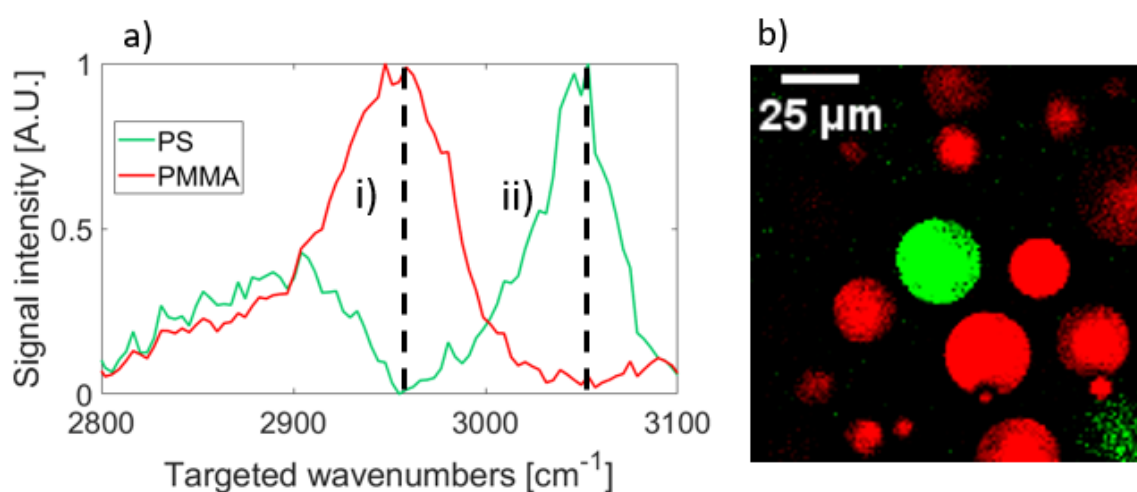 a)
Signal intensity [A.U.]
1
0.5
0
PS
PMMA
i)
ii)
2800 2900 3000 3100
Targeted wavenumbers [cm⁻¹]
b)
25 µm